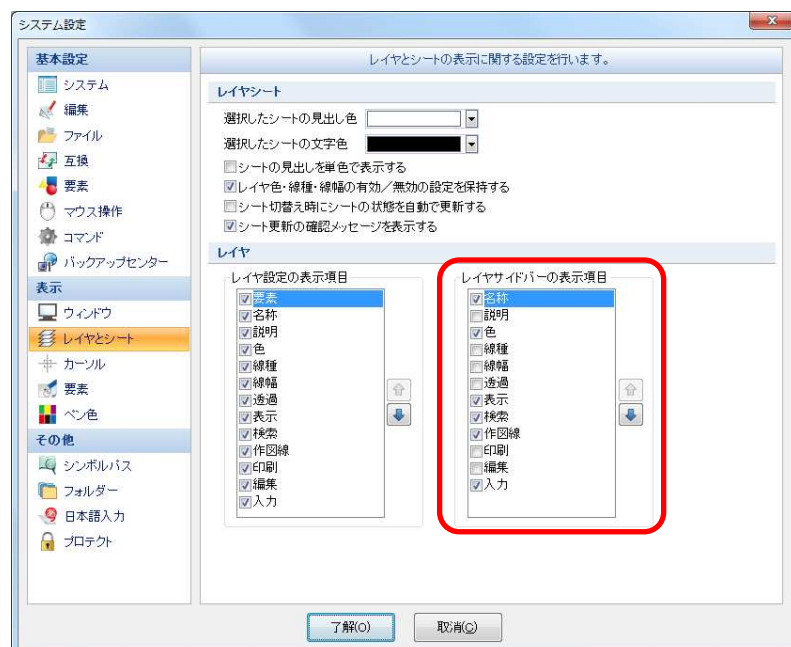 システム設定
基本設定
システム
編集
ファイル
互換
要素
マウス操作
コマンド
バックアップセンター
表示
ウィンドウ
レイヤとシート
カーソル
要素
ペン色
その他
シンボルパス
フォルダー
日本語入力
プロテクト
レイヤとシートの表示に関する設定を行います。
レイヤシート
選択したシートの見出し色
選択したシートの文字色
シートの見出しを単色で表示する
レイヤ色・線種・線幅の有効／無効の設定を保持する
シート切替え時にシートの状態を自動で更新する
シート更新の確認メッセージを表示する
レイヤ
レイヤ設定の表示項目
要素
名称
説明
色
線種
線幅
透過
表示
検索
作図線
印刷
編集
入力
レイヤサイドバーの表示項目
名称
説明
色
線種
線幅
透過
表示
検索
作図線
印刷
編集
入力
了解(O)
取消(C)